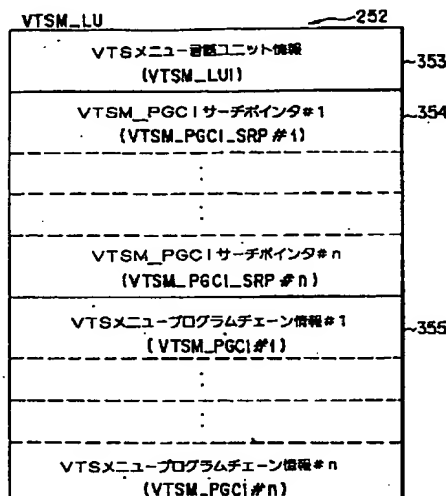 VTSM_LU
252
VTSメニュー言語ユニット情報
(VTSM_LUI)
353
VTSM_PGCIサーチポインタ#1
(VTSM_PGCI_SRP #1)
354
VTSM_PGCIサーチポインタ#n
(VTSM_PGCI_SRP #n)
VTSメニュープログラムチェーン情報#1
(VTSM_PGCI #1)
355
VTSメニュープログラムチェーン情報#n
(VTSM_PGCI #n)